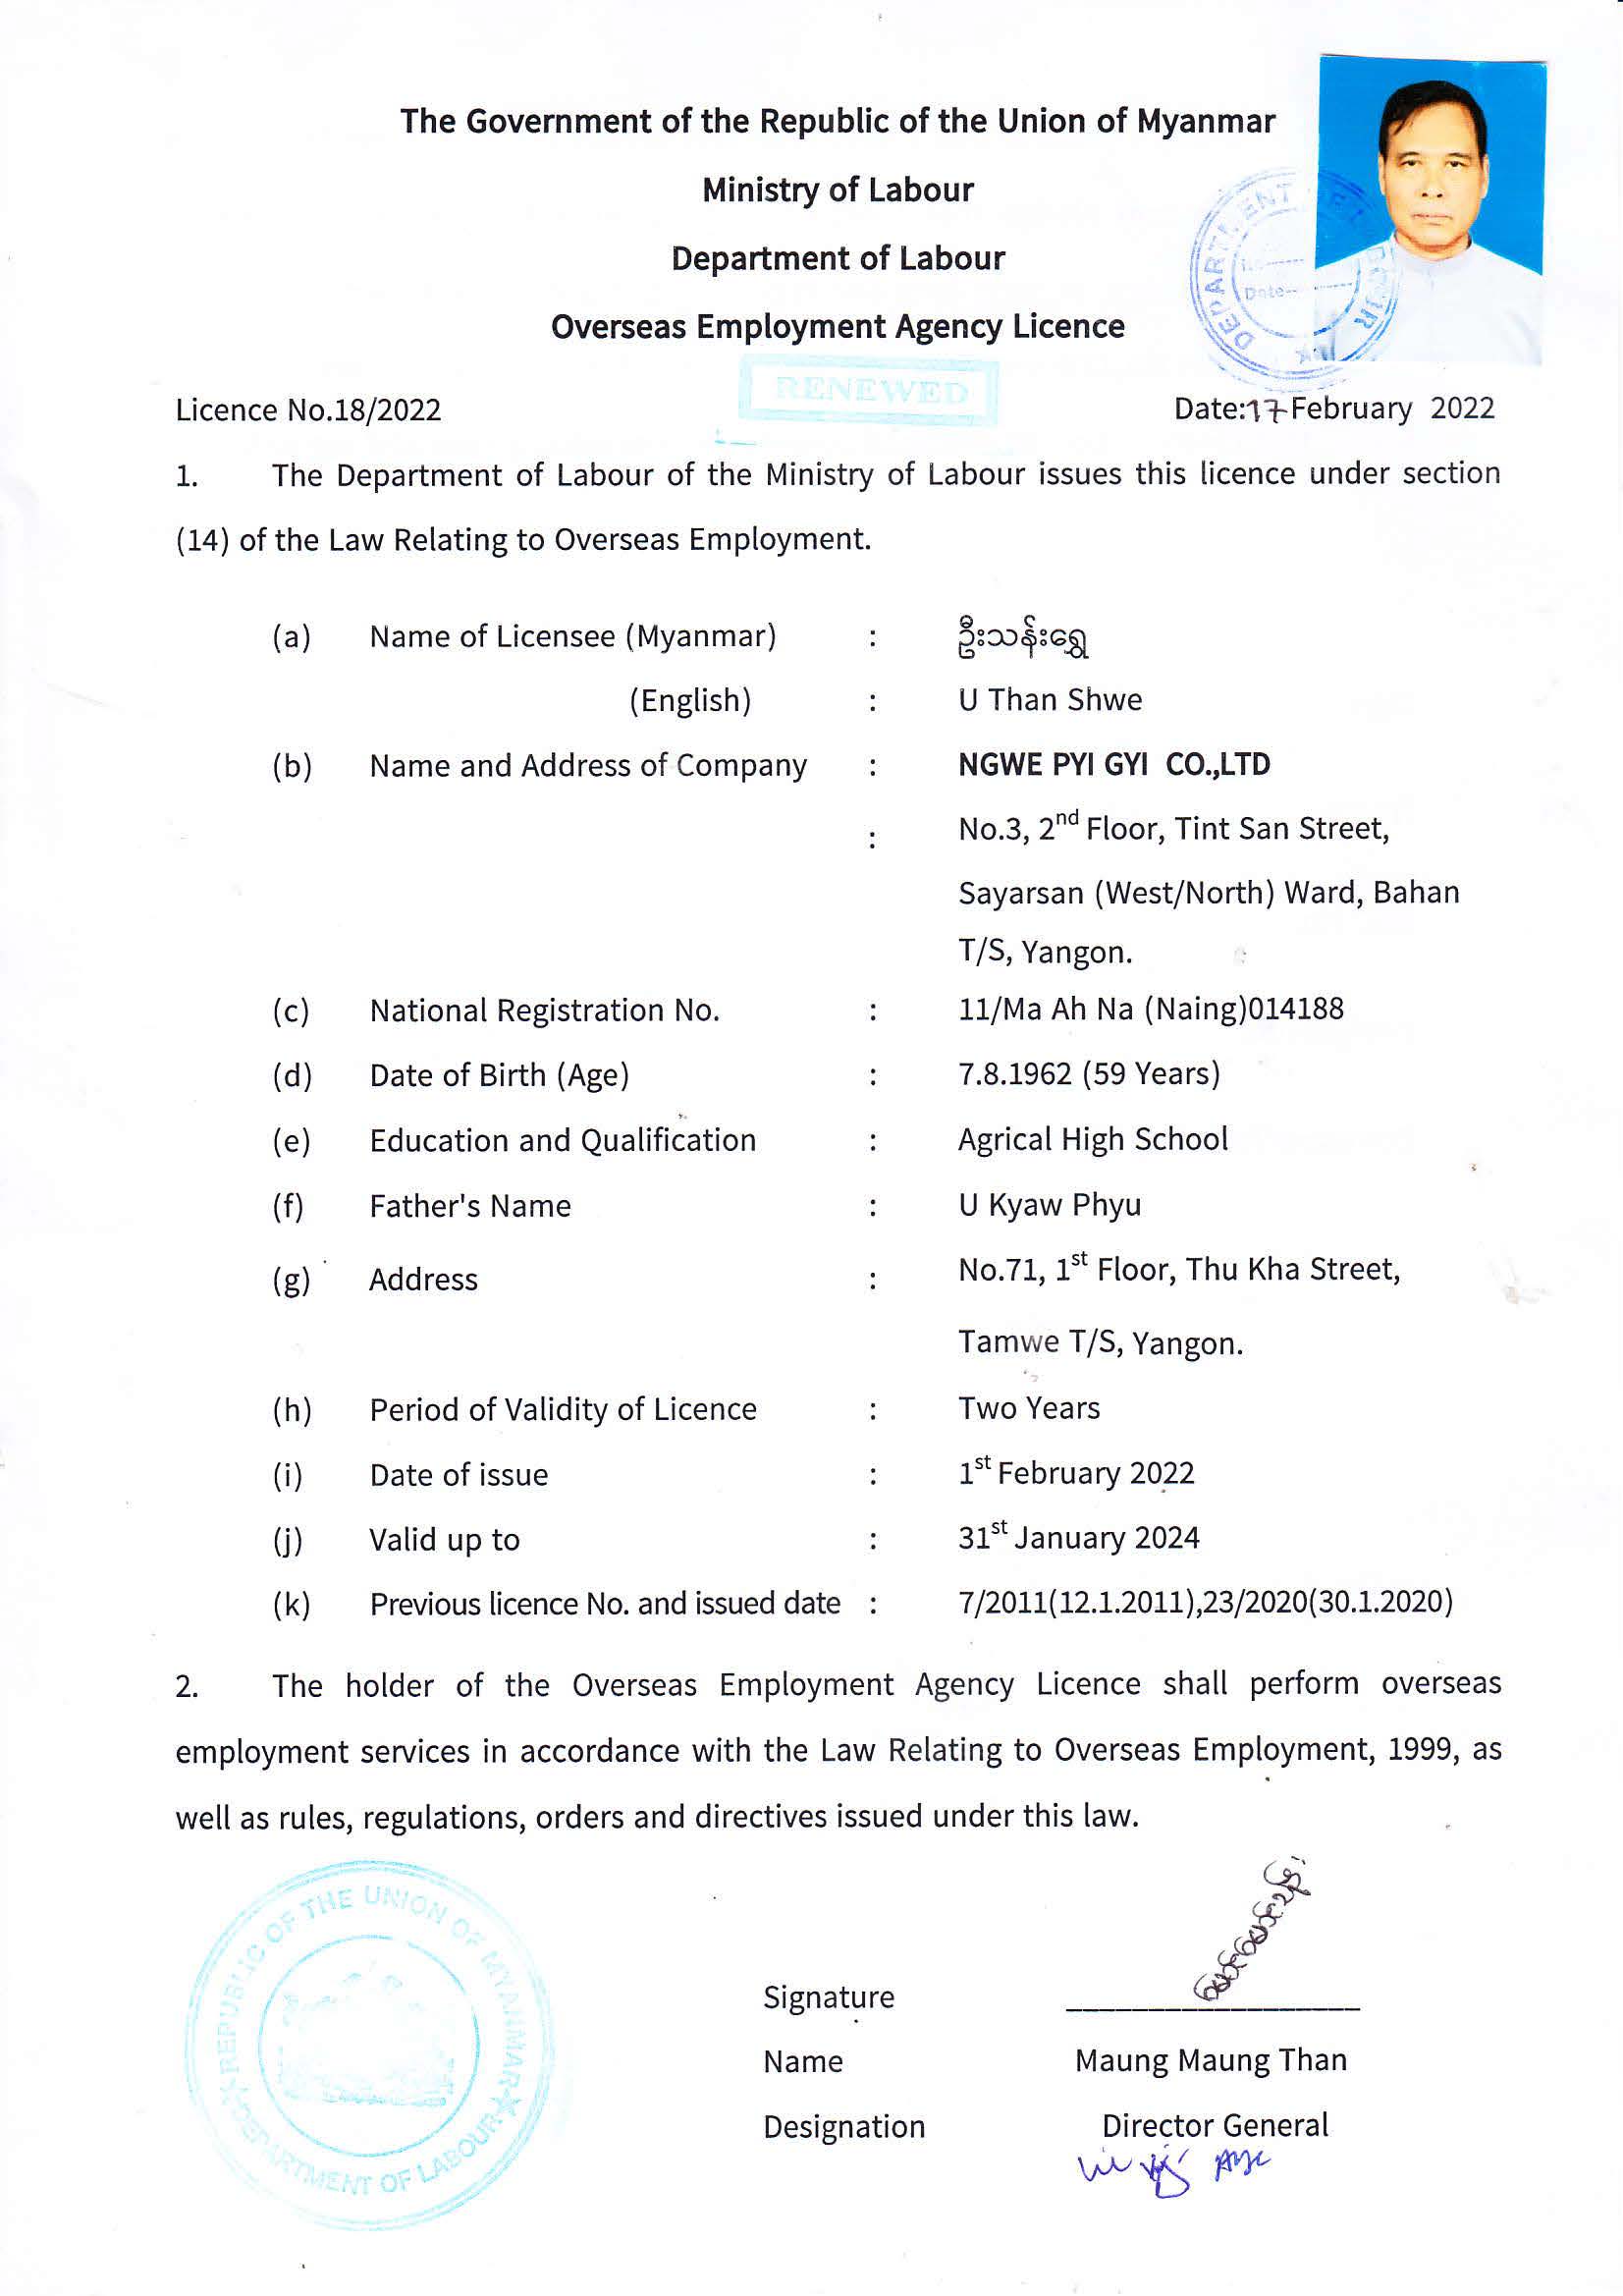 The Government of the Republic of the Union of Myanmar
Ministry of Labour
Department of Labour
Overseas Employment Agency Licence
DEPARTMENT
No
Date
RENEWED
Licence No.18/2022
Date:17 February 2022
1. The Department of Labour of the Ministry of Labour issues this licence under section
(14) of the Law Relating to Overseas Employment.
(a) Name of Licensee (Myanmar) : ဦးသန်းရွှေ
(English) : U Than Shwe
(b) Name and Address of Company : NGWE PYI GYI CO.,LTD
: No.3, 2nd Floor, Tint San Street,
Sayarsan (West/North) Ward, Bahan
T/S, Yangon.
(c) National Registration No. : 11/Ma Ah Na (Naing)014188
(d) Date of Birth (Age) : 7.8.1962 (59 Years)
(e) Education and Qualification : Agrical High School
(f) Father's Name : U Kyaw Phyu
(g) Address : No.71, 1st Floor, Thu Kha Street,
Tamwe T/S, Yangon.
(h) Period of Validity of Licence : Two Years
(i) Date of issue : 1st February 2022
(j) Valid up to : 31st January 2024
(k) Previous licence No. and issued date : 7/2011(12.1.2011),23/2020(30.1.2020)
2. The holder of the Overseas Employment Agency Licence shall perform overseas
employment services in accordance with the Law Relating to Overseas Employment, 1999, as
well as rules, regulations, orders and directives issued under this law.
REPUBLIC OF THE UNION OF MYANMAR
DEPARTMENT OF LABOUR
Signature
Name Maung Maung Than
Designation Director General